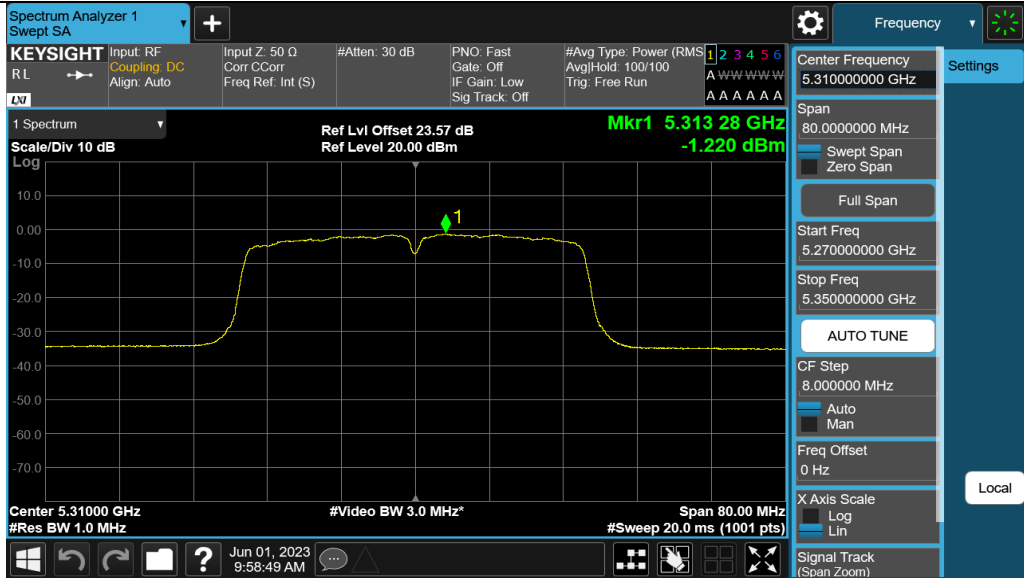 Spectrum Analyzer 1
Swept SA
+
Frequency
KEYSIGHT
RL
LXI
Input: RF
Coupling: DC
Align: Auto
Input Z: 50 Ω
Corr CCorr
Freq Ref: Int (S)
#Atten: 30 dB
PNO: Fast
Gate: Off
IF Gain: Low
Sig Track: Off
#Avg Type: Power (RMS
Avg|Hold: 100/100
Trig: Free Run
1 2 3 4 5 6
A W W W W W
A A A A A A
1 Spectrum
Scale/Div 10 dB
Log
Ref Lvl Offset 23.57 dB
Ref Level 20.00 dBm
Mkr1 5.313 28 GHz
-1.220 dBm
1
10.0
0.00
-10.0
-20.0
-30.0
-40.0
-50.0
-60.0
-70.0
Center 5.31000 GHz
#Res BW 1.0 MHz
#Video BW 3.0 MHz*
Span 80.00 MHz
#Sweep 20.0 ms (1001 pts)
Center Frequency
5.310000000 GHz
Span
80.0000000 MHz
Swept Span
Zero Span
Full Span
Start Freq
5.270000000 GHz
Stop Freq
5.350000000 GHz
AUTO TUNE
CF Step
8.000000 MHz
Auto
Man
Freq Offset
0 Hz
X Axis Scale
Log
Lin
Signal Track
(Span Zoom)
Settings
Local
?
Jun 01, 2023
9:58:49 AM